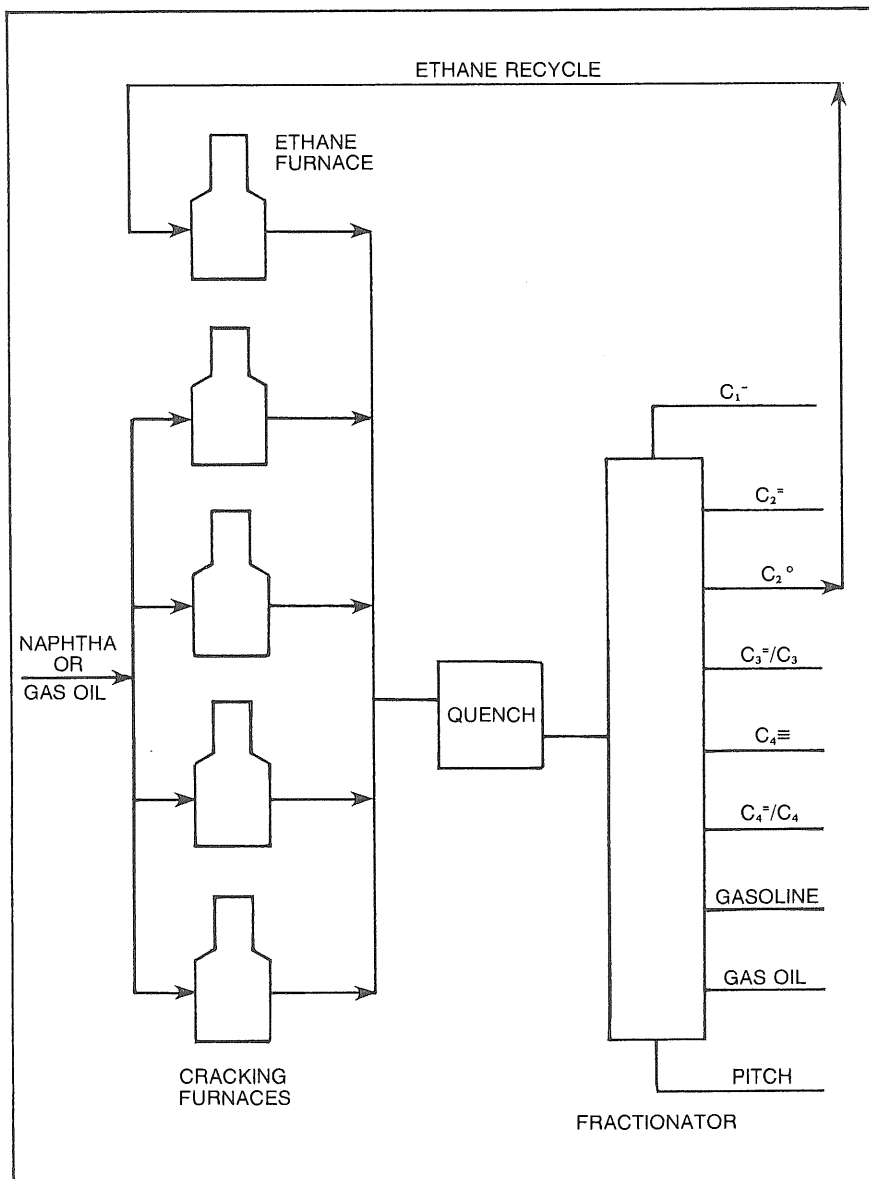 ETHANE RECYCLE
ETHANE
FURNACE
C₁⁻
C₂⁼
C₂°
NAPHTHA
OR
GAS OIL
C₃⁼/C₃
QUENCH
C₄≡
C₄⁼/C₄
GASOLINE
GAS OIL
CRACKING
FURNACES
PITCH
FRACTIONATOR